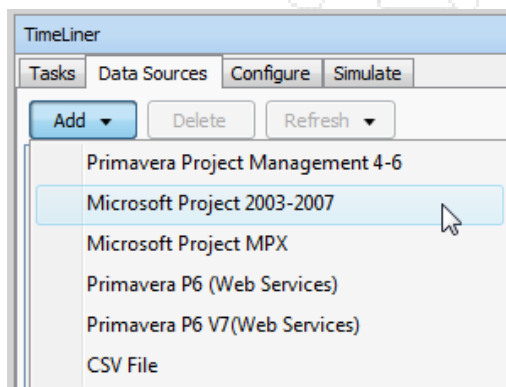 TimeLiner
Tasks Data Sources Configure Simulate
Add Delete Refresh
Primavera Project Management 4-6
Microsoft Project 2003-2007
Microsoft Project MPX
Primavera P6 (Web Services)
Primavera P6 V7(Web Services)
CSV File